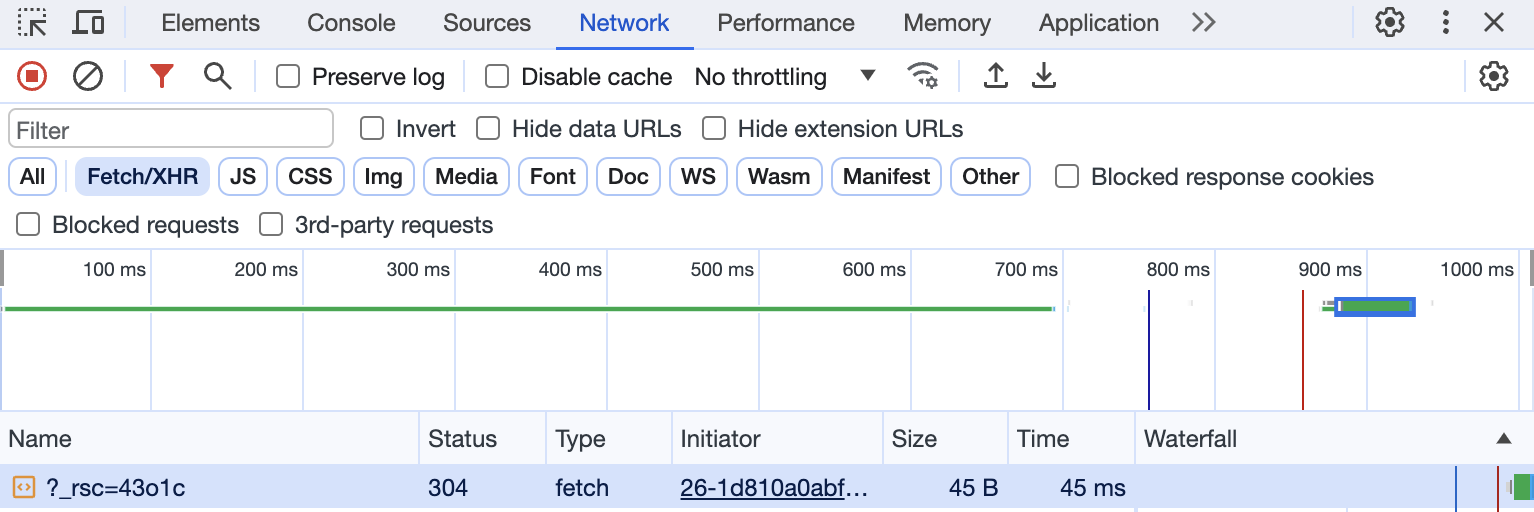 Elements Console Sources Network Performance Memory Application
Preserve log Disable cache No throttling
Filter Invert Hide data URLs Hide extension URLs
All Fetch/XHR JS CSS Img Media Font Doc WS Wasm Manifest Other Blocked response cookies
Blocked requests 3rd-party requests
100 ms 200 ms 300 ms 400 ms 500 ms 600 ms 700 ms 800 ms 900 ms 1000 ms
Name Status Type Initiator Size Time Waterfall
?_rsc=43o1c 304 fetch 26-1d810a0abf... 45 B 45 ms